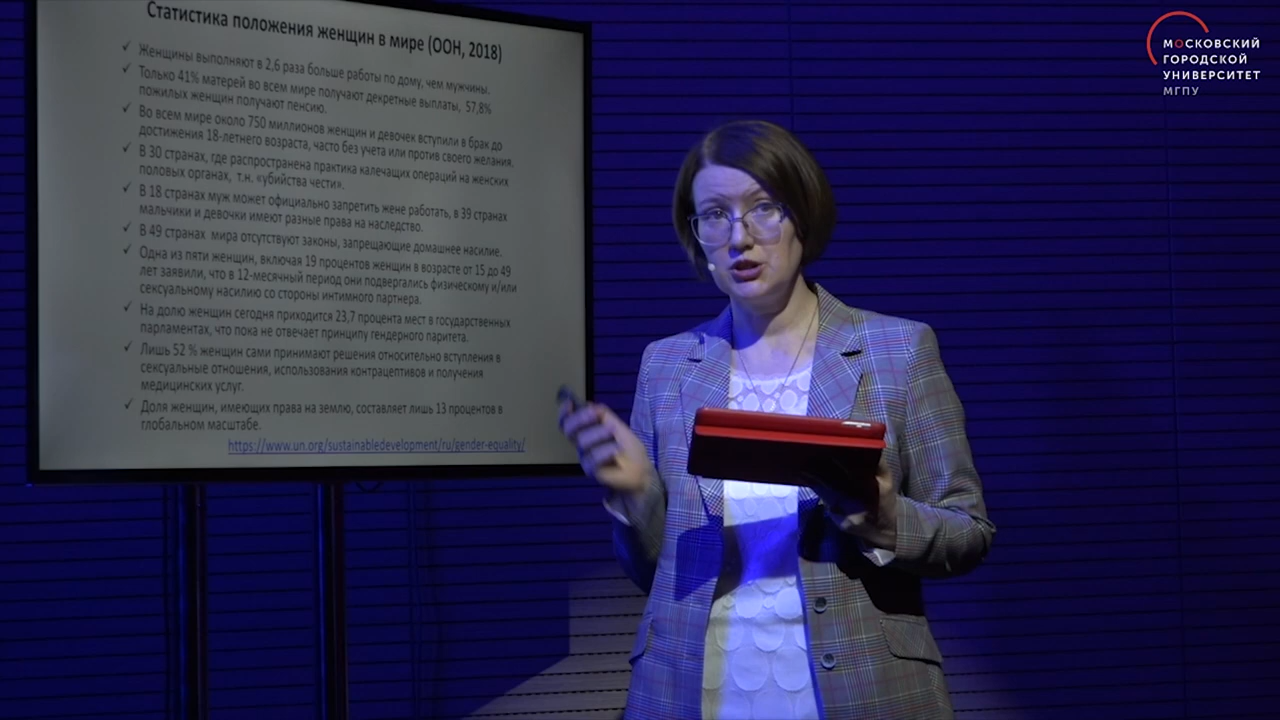 Статистика положения женщин в мире (ООН, 2018)
✓ Женщины выполняют в 2,6 раза больше работы по дому, чем мужчины.
✓ Только 41% матерей во всем мире получают декретные выплаты, 57,8%
пожилых женщин получают пенсию.
✓ Во всем мире около 750 миллионов женщин и девочек вступили в брак до
достижения 18-летнего возраста, часто без учета или против своего желания.
✓ В 30 странах, где распространена практика калечащих операций на женских
половых органах, т.н. «убийства чести».
✓ В 18 странах муж может официально запретить жене работать, в 39 странах
мальчики и девочки имеют разные права на наследство.
✓ В 49 странах мира отсутствуют законы, запрещающие домашнее насилие.
✓ Одна из пяти женщин, включая 19 процентов женщин в возрасте от 15 до 49
лет заявили, что в 12-месячный период они подвергались физическому и/или
сексуальному насилию со стороны интимного партнера.
✓ На долю женщин сегодня приходится 23,7 процента мест в государственных
парламентах, что пока не отвечает принципу гендерного паритета.
✓ Лишь 52 % женщин сами принимают решения относительно вступления в
сексуальные отношения, использования контрацептивов и получения
медицинских услуг.
✓ Доля женщин, имеющих права на землю, составляет лишь 13 процентов в
глобальном масштабе.
https://www.un.org/sustainabledevelopment/ru/gender-equality/
МОСКОВСКИЙ
ГОРОДСКОЙ
УНИВЕРСИТЕТ
МГПУ